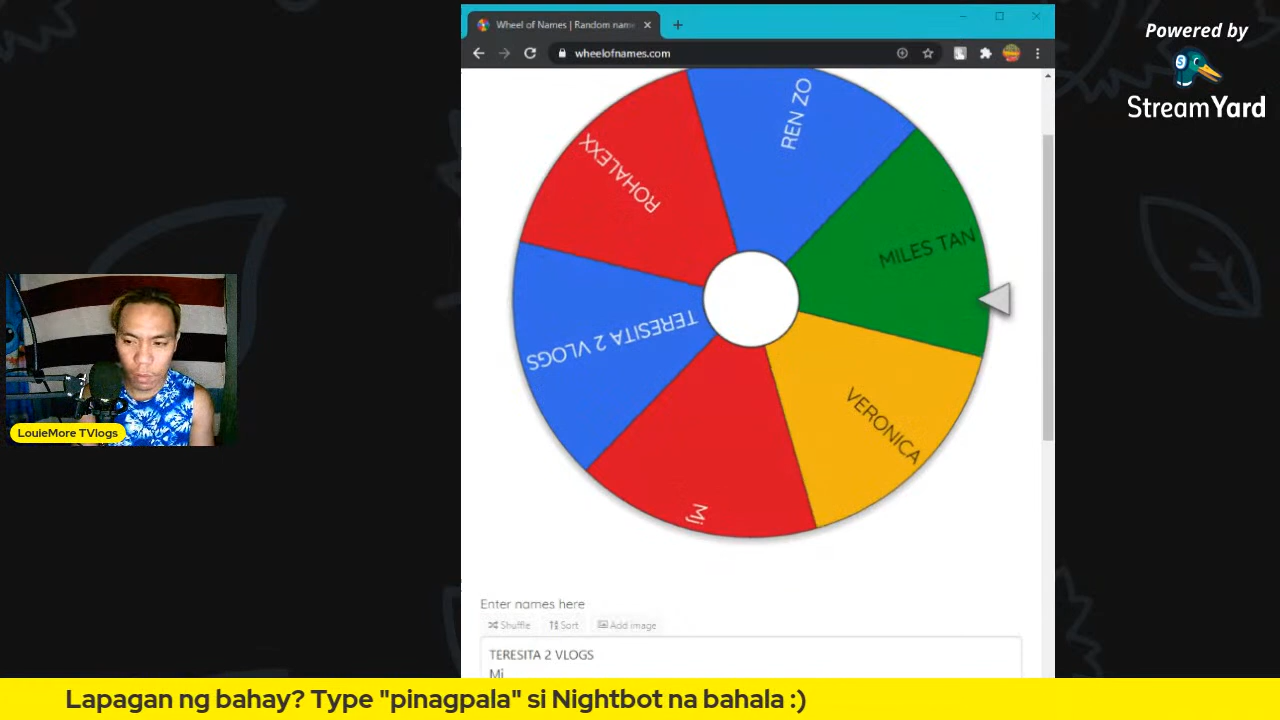 Wheel of Names | Random name
wheelofnames.com
Powered by
StreamYard
REN ZO
ROHALEXX
MILES TAN
TERESITA 2 VLOGS
VERONICA
Mi
LouieMore TVlogs
Enter names here
Shuffle Sort Add image
TERESITA 2 VLOGS
Mi
Lapagan ng bahay? Type "pinagpala" si Nightbot na bahala :)